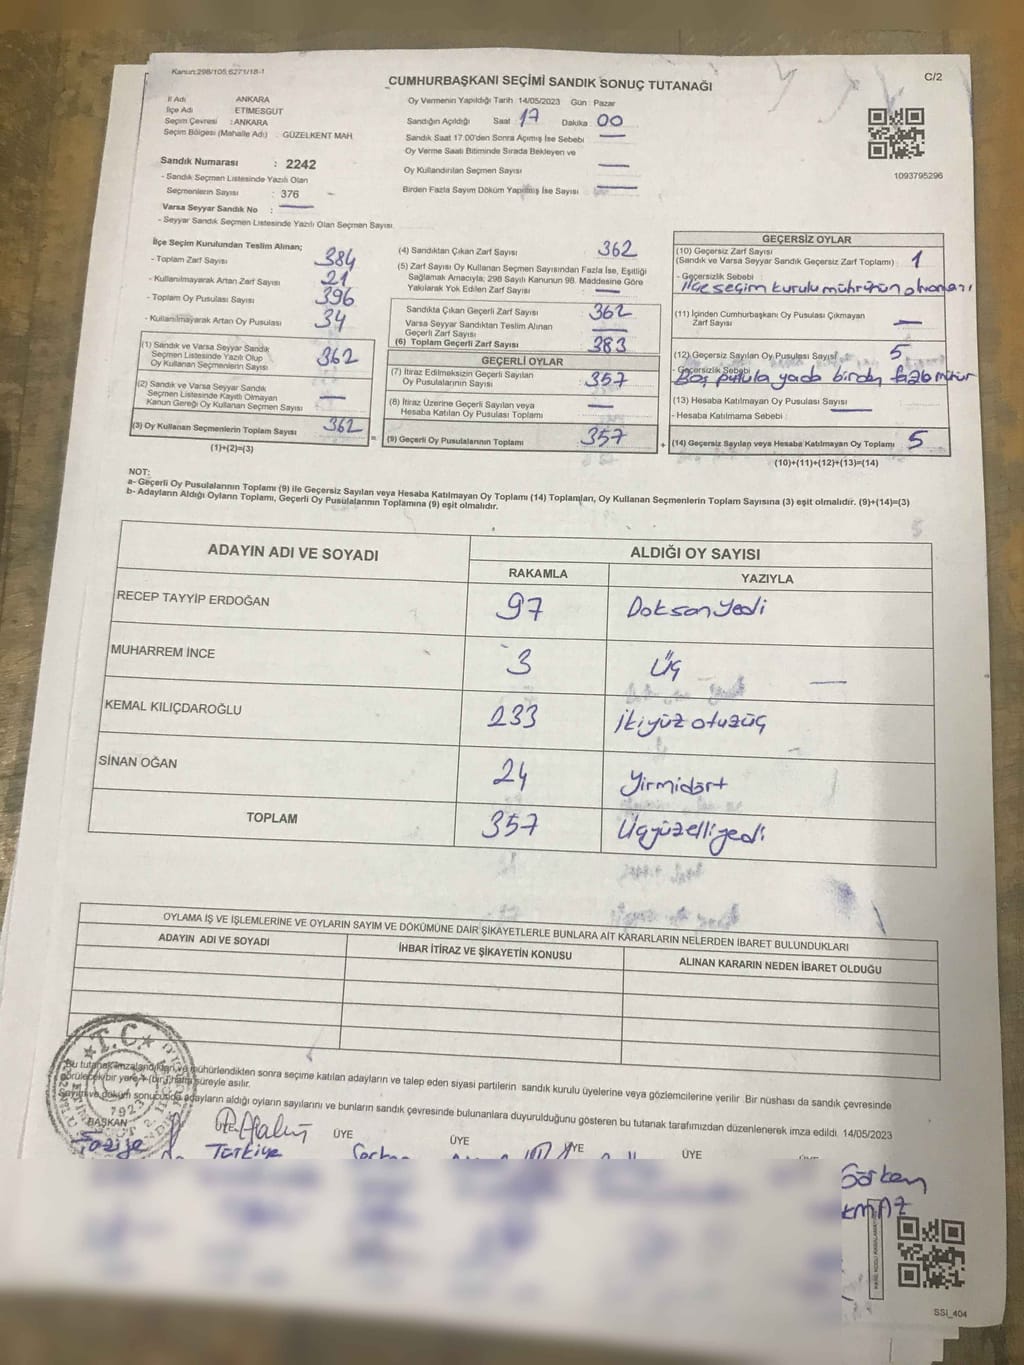 Kanun:298/105,6271/18-1
C/2
CUMHURBAŞKANI SEÇİMİ SANDIK SONUÇ TUTANAĞI
İl Adı ANKARA
İlçe Adı ETİMESGUT
Seçim Çevresi : ANKARA
Seçim Bölgesi (Mahalle Adı) : GÜZELKENT MAH.
Oy Vermenin Yapıldığı Tarih 14/05/2023 Gün Pazar
Sandığın Açıldığı Saat 17 Dakika 00
Sandık Saat 17.00'den Sonra Açımış İse Sebebi
Oy Verme Saati Bitiminde Sırada Bekleyen ve
Oy Kullandırılan Seçmen Sayısı
Birden Fazla Sayım Döküm Yapılmış İse Sayısı
1093795296
Sandık Numarası : 2242
- Sandık Seçmen Listesinde Yazılı Olan
Seçmenlerin Sayısı : 376
Varsa Seyyar Sandık No :
- Seyyar Sandık Seçmen Listesinde Yazılı Olan Seçmen Sayısı
İlçe Seçim Kurulundan Teslim Alınan;
- Toplam Zarf Sayısı 384
- Kullanılmayarak Artan Zarf Sayısı 21
- Toplam Oy Pusulası Sayısı 396
- Kullanılmayarak Artan Oy Pusulası 34
(1) Sandık ve Varsa Seyyar Sandık
Seçmen Listesinde Yazılı Olup
Oy Kullanan Seçmenlerin Sayısı 362
(2) Sandık ve Varsa Seyyar Sandık
Seçmen Listesinde Kayıtlı Olmayan
Kanun Gereği Oy Kullanan Seçmen Sayısı
(3) Oy Kullanan Seçmenlerin Toplam Sayısı 362
(1)+(2)=(3)
(4) Sandıktan Çıkan Zarf Sayısı 362
(5) Zarf Sayısı Oy Kullanan Seçmen Sayısından Fazla İse, Eşitliği
Sağlamak Amacıyla; 298 Sayılı Kanunun 98. Maddesine Göre
Yakılarak Yok Edilen Zarf Sayısı
Sandıkta Çıkan Geçerli Zarf Sayısı 362
Varsa Seyyar Sandıktan Teslim Alınan
Geçerli Zarf Sayısı
(6) Toplam Geçerli Zarf Sayısı 383
GEÇERLİ OYLAR
(7) İtiraz Edilmeksizin Geçerli Sayılan
Oy Pusulalarının Sayısı 357
(8) İtiraz Üzerine Geçerli Sayılan veya
Hesaba Katılan Oy Pusulası Toplamı
(9) Geçerli Oy Pusulalarının Toplamı 357
GEÇERSİZ OYLAR
(10) Geçersiz Zarf Sayısı
(Sandık ve Varsa Seyyar Sandık Geçersiz Zarf Toplamı) : 1
- Geçersizlik Sebebi :
ilçe seçim kurulu mührünün olmaması
(11) İçinden Cumhurbaşkanı Oy Pusulası Çıkmayan
Zarf Sayısı
(12) Geçersiz Sayılan Oy Pusulası Sayısı 5
- Geçersizlik Sebebi
Boş pusula yada birden fazla mühür
(13) Hesaba Katılmayan Oy Pusulası Sayısı
- Hesaba Katılmama Sebebi :
(14) Geçersiz Sayılan veya Hesaba Katılmayan Oy Toplamı 5
(10)+(11)+(12)+(13)=(14)
NOT:
a- Geçerli Oy Pusulalarının Toplamı (9) ile Geçersiz Sayılan veya Hesaba Katılmayan Oy Toplamı (14) Toplamları, Oy Kullanan Seçmenlerin Toplam Sayısına (3) eşit olmalıdır. (9)+(14)=(3)
b- Adayların Aldığı Oyların Toplamı, Geçerli Oy Pusulalarının Toplamına (9) eşit olmalıdır.
ADAYIN ADI VE SOYADI
ALDIĞI OY SAYISI
RAKAMLA YAZIYLA
RECEP TAYYİP ERDOĞAN 97 Doksanyedi
MUHARREM İNCE 3 Üç
KEMAL KILIÇDAROĞLU 233 ikiyüz otuzüç
SİNAN OĞAN 24 Yirmidört
TOPLAM 357 Üçyüzelliyedi
OYLAMA İŞ VE İŞLEMLERİNE VE OYLARIN SAYIM VE DÖKÜMÜNE DAİR ŞİKAYETLERLE BUNLARA AİT KARARLARIN NELERDEN İBARET BULUNDUKLARI
ADAYIN ADI VE SOYADI İHBAR İTİRAZ VE ŞİKAYETİN KONUSU ALINAN KARARIN NEDEN İBARET OLDUĞU
T.C.
Bu tutanak imzalandıktan ve mühürlendikten sonra seçime katılan adayların ve talep eden siyasi partilerin sandık kurulu üyelerine veya gözlemcilerine verilir. Bir nüshası da sandık çevresinde
görülecek bir yere (bir) hafta süreyle asılır.
Sayım ve döküm sonucunda adayların aldığı oyların sayılarını ve bunların sandık çevresinde bulunanlara duyurulduğunu gösteren bu tutanak tarafımızdan düzenlenerek imza edildi. 14/05/2023
BAŞKAN ÜYE ÜYE ÜYE ÜYE
Türkiye
Görkem
SSİ_404